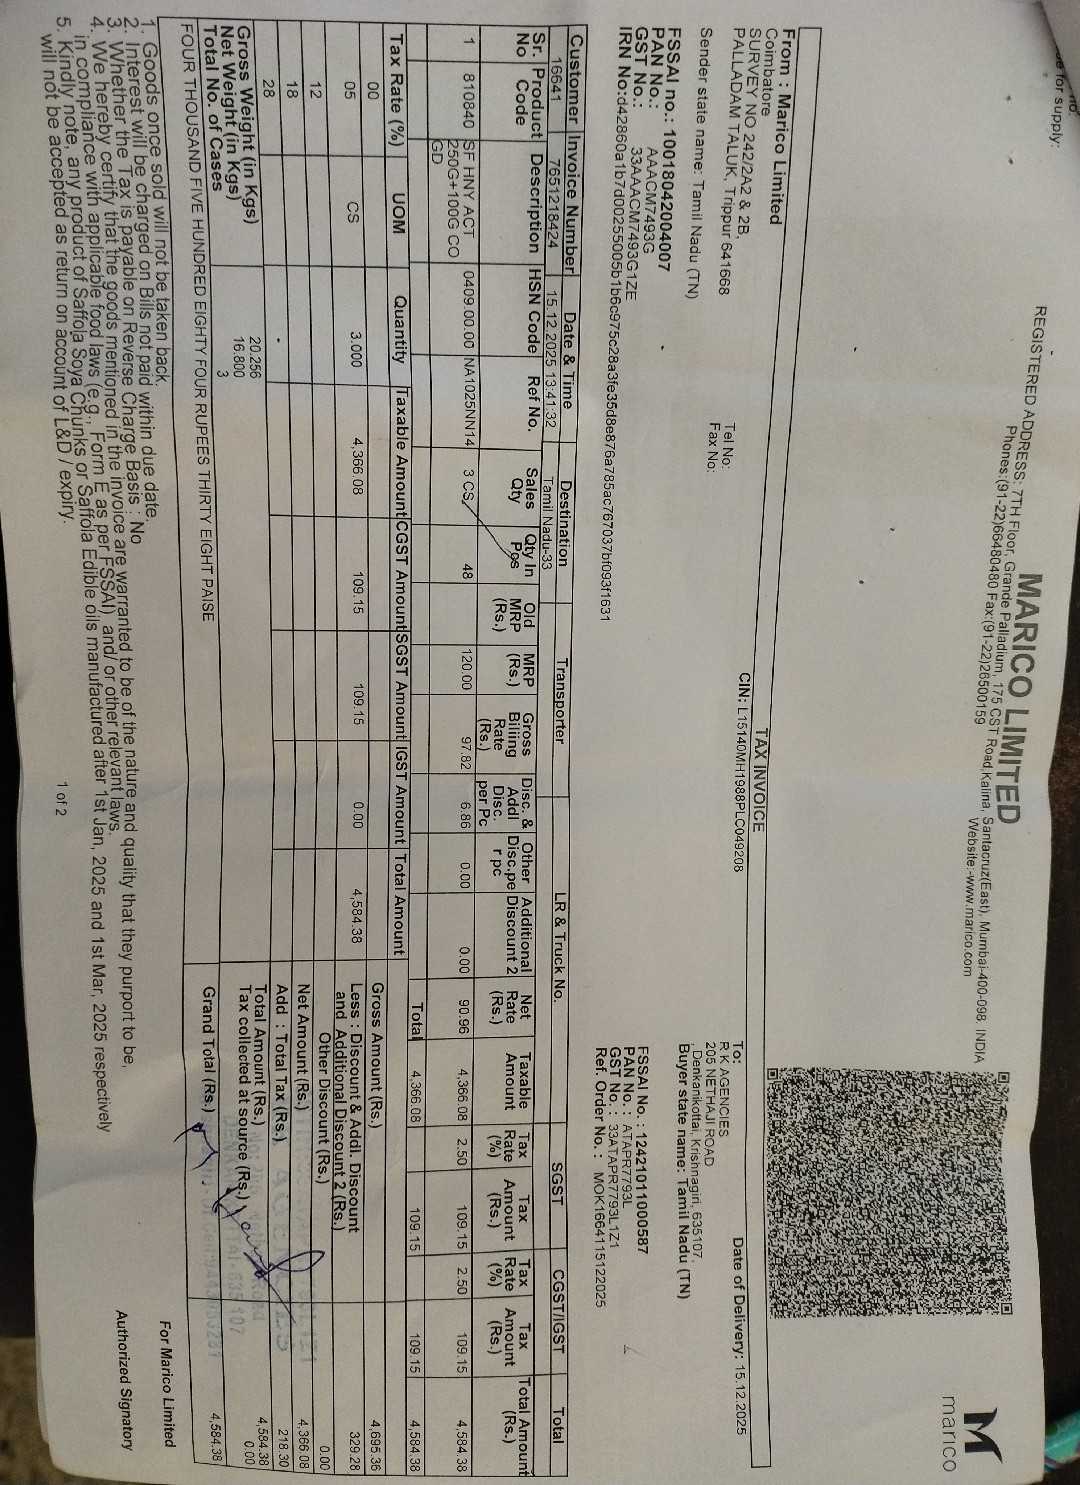 e for supply:
MARICO LIMITED
REGISTERED ADDRESS: 7TH Floor, Grande Palladium, 175 CST Road,Kalina, Santacruz(East), Mumbai-400-098. INDIA
Phones:(91-22)66480480 Fax:(91-22)26500159 Website:-www.marico.com
marico
TAX INVOICE
From : Marico Limited
Coimbatore
SURVEY NO 242/2A2 & 2B,
PALLADAM TALUK, Trippur 641668
Tel No:
Fax No:
CIN: L15140MH1988PLC049208
To:
R K AGENCIES
205 NETHAJI ROAD
, Denkanikottai, Krishnagiri, 635107,
Buyer state name: Tamil Nadu (TN)
Date of Delivery: 15.12.2025
Sender state name: Tamil Nadu (TN)
FSSAI no.: 10018042004007
PAN No.: AAACM7493G
GST No.: 33AAACM7493G1ZE
IRN No:d42860a1b7d00255005b1b6c975c28a3fe35d8e876a785ac767037bf093f1631
FSSAI No. : 12421011000587
PAN No. : ATAPR7793L
GST No. : 33ATAPR7793L1Z1
Ref. Order No. : MOK166411512​2025
Customer Invoice Number Date & Time Destination Transporter LR & Truck No. SGST CGST/IGST Total
16641 7651218424 15.12.2025 13:41:32 Tamil Nadu-33
Sr. No Product Code Description HSN Code Ref No. Sales Qty Qty In Pcs Old MRP (Rs.) MRP (Rs.) Gross Billing Rate (Rs.) Disc. & Addl Disc. per Pc Other Disc.pe r pc Additional Discount 2 Net Rate (Rs.) Taxable Amount Tax Rate (%) Tax Amount (Rs.) Tax Rate (%) Tax Amount (Rs.) Total Amount (Rs.)
1 810840 SF HNY ACT 250G+100G CO GD 0409 00.00 NA1025NN14 3 CS 48 120.00 97.82 6.86 0.00 0.00 90.96 4,366.08 2.50 109.15 2.50 109.15 4,584.38
Total 4,366.08 109.15 109.15 4,584.38
Tax Rate (%) UOM Quantity Taxable Amount CGST Amount SGST Amount IGST Amount Total Amount
00
05 CS 3.000 4,366.08 109.15 109.15 0.00 4,584.38
12
18
28
Gross Amount (Rs.) 4,695.36
Less : Discount & Addl. Discount and Additional Discount 2 (Rs.) 329.28
Other Discount (Rs.) 0.00
Net Amount (Rs.) 4,366.08
Add : Total Tax (Rs.) 218.30
Total Amount (Rs.) 4,584.38
Tax collected at source (Rs.) 0.00
Gross Weight (in Kgs) 20.256
Net Weight (in Kgs) 16.800
Total No. of Cases 3
Grand Total (Rs.) 4,584.38
FOUR THOUSAND FIVE HUNDRED EIGHTY FOUR RUPEES THIRTY EIGHT PAISE
1. Goods once sold will not be taken back.
2. Interest will be charged on Bills not paid within due date,
3. Whether the Tax is payable on Reverse Charge Basis : No
4. We hereby certify that the goods mentioned in the invoice are warranted to be of the nature and quality that they purport to be,
in compliance with applicable food laws (e.g., Form E as per FSSAI) and/ or other relevant laws.
5. Kindly note, any product of Saffola Soya Chunks or Saffola Edible oils manufactured after 1st Jan, 2025 and 1st Mar, 2025 respectively
will not be accepted as return on account of L&D / expiry.
For Marico Limited
Authorized Signatory
1 of 2